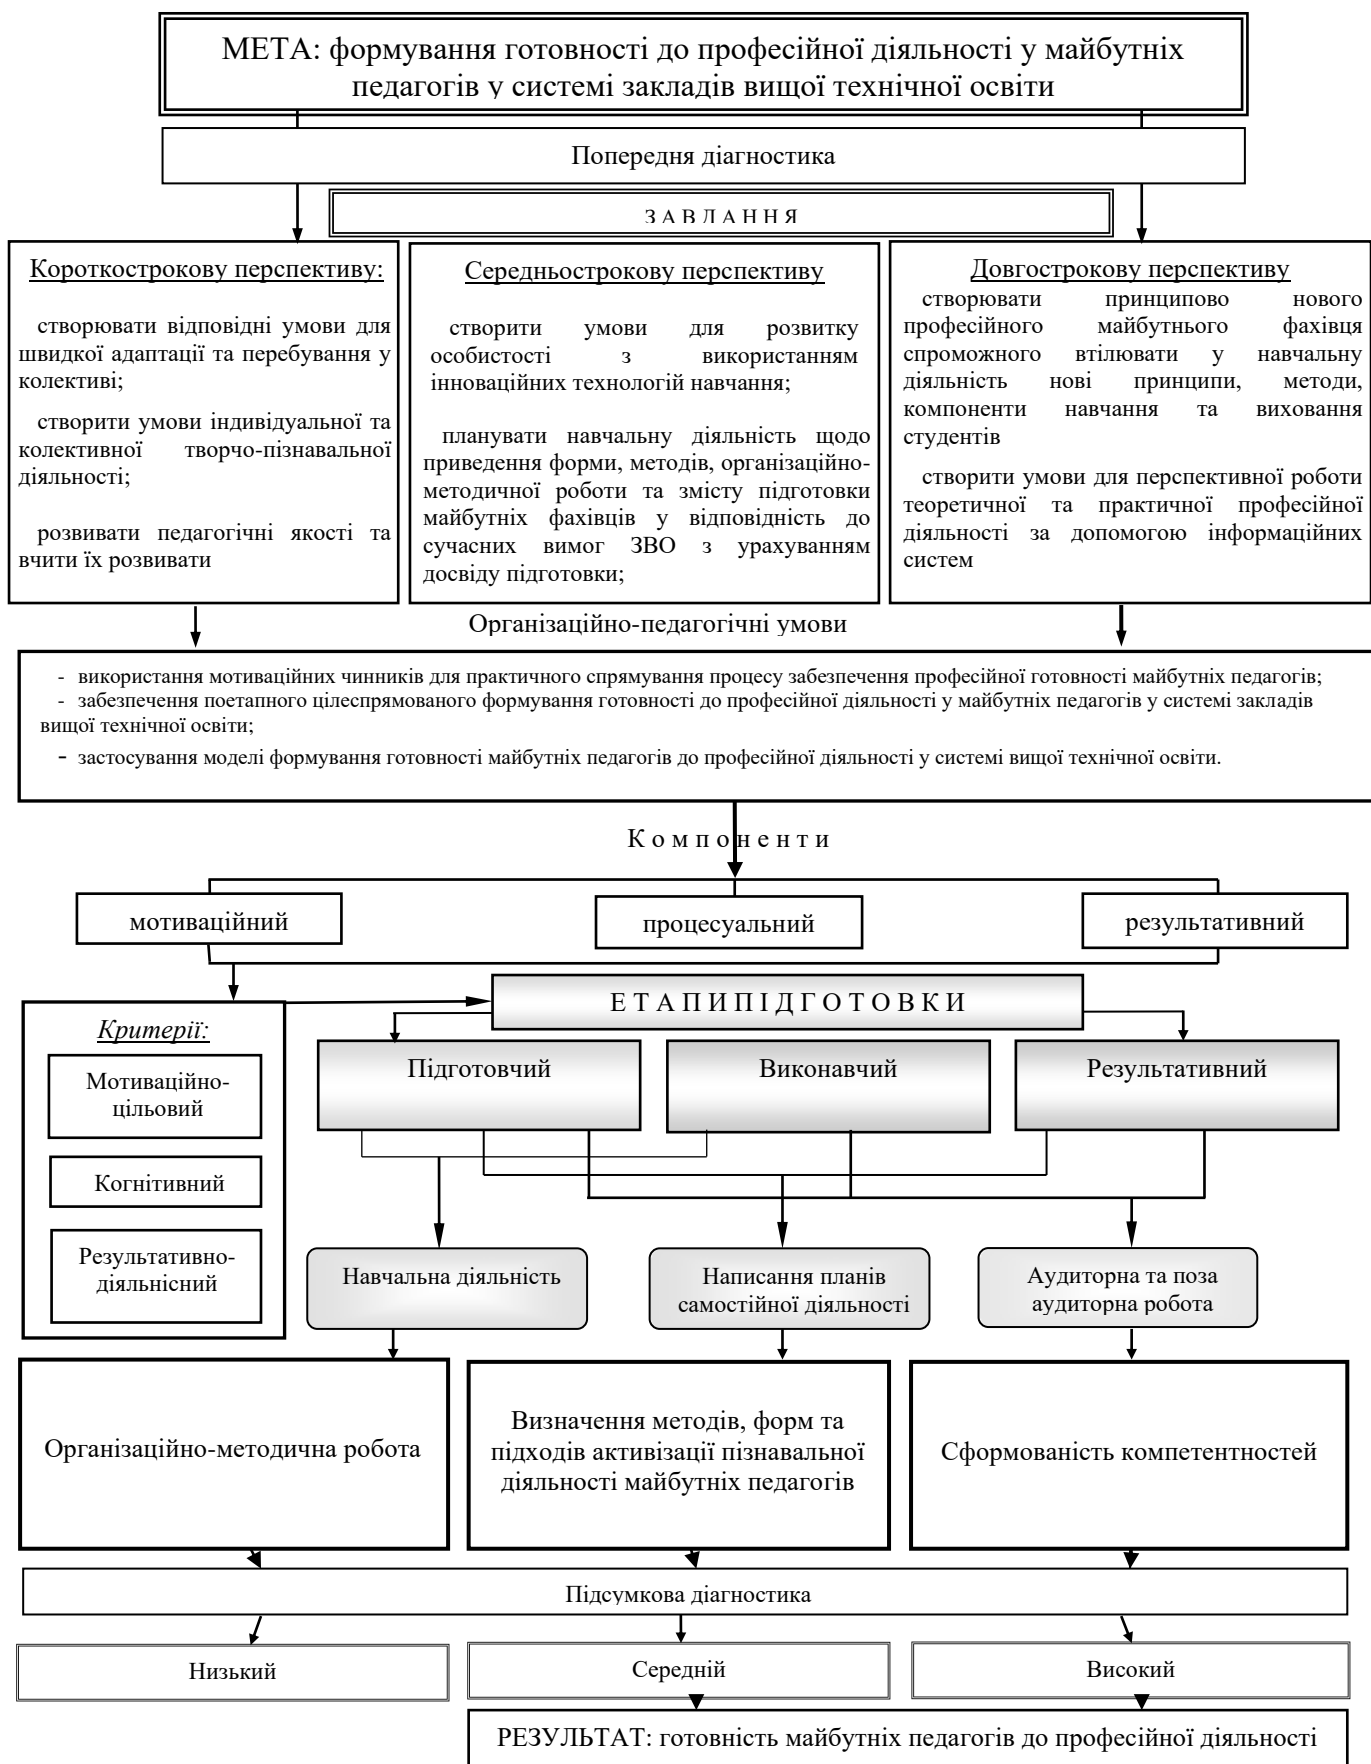 МЕТА: формування готовності до професійної діяльності у майбутніх
педагогів у системі закладів вищої технічної освіти
Попередня діагностика
З А В Д А Н Н Я
Короткострокову перспективу:
створювати відповідні умови для
швидкої адаптації та перебування у
колективі;
створити умови індивідуальної та
колективної творчо-пізнавальної
діяльності;
розвивати педагогічні якості та
вчити їх розвивати
Середньострокову перспективу
створити умови для розвитку
особистості з використанням
інноваційних технологій навчання;
планувати навчальну діяльність щодо
приведення форми, методів, організаційно-
методичної роботи та змісту підготовки
майбутніх фахівців у відповідність до
сучасних вимог ЗВО з урахуванням
досвіду підготовки;
Довгострокову перспективу
створювати принципово нового
професійного майбутнього фахівця
спроможного втілювати у навчальну
діяльність нові принципи, методи,
компоненти навчання та виховання
студентів
створити умови для перспективної роботи
теоретичної та практичної професійної
діяльності за допомогою інформаційних
систем
Організаційно-педагогічні умови
- використання мотиваційних чинників для практичного спрямування процесу забезпечення професійної готовності майбутніх педагогів;
- забезпечення поетапного цілеспрямованого формування готовності до професійної діяльності у майбутніх педагогів у системі закладів
вищої технічної освіти;
- застосування моделі формування готовності майбутніх педагогів до професійної діяльності у системі вищої технічної освіти.
К о м п о н е н т и
мотиваційний
процесуальний
результативний
Е Т А П И П І Д Г О Т О В К И
Критерії:
Мотиваційно-
цільовий
Когнітивний
Результативно-
діяльнісний
Підготовчий
Виконавчий
Результативний
Навчальна діяльність
Написання планів
самостійної діяльності
Аудиторна та поза
аудиторна робота
Організаційно-методична робота
Визначення методів, форм та
підходів активізації пізнавальної
діяльності майбутніх педагогів
Сформованість компетентностей
Підсумкова діагностика
Низький
Середній
Високий
РЕЗУЛЬТАТ: готовність майбутніх педагогів до професійної діяльності